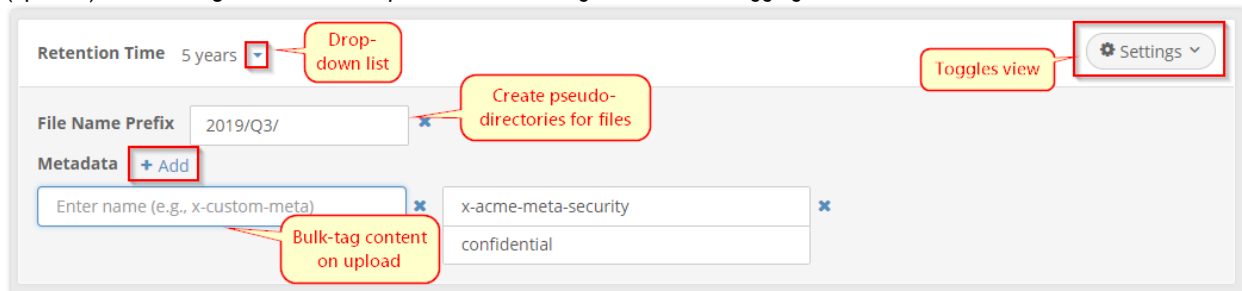 Retention Time 5 years
Drop-
down list
Toggles view
Settings
File Name Prefix 2019/Q3/
Create pseudo-
directories for files
Metadata + Add
Enter name (e.g., x-custom-meta)
x-acme-meta-security
Bulk-tag content
on upload
confidential